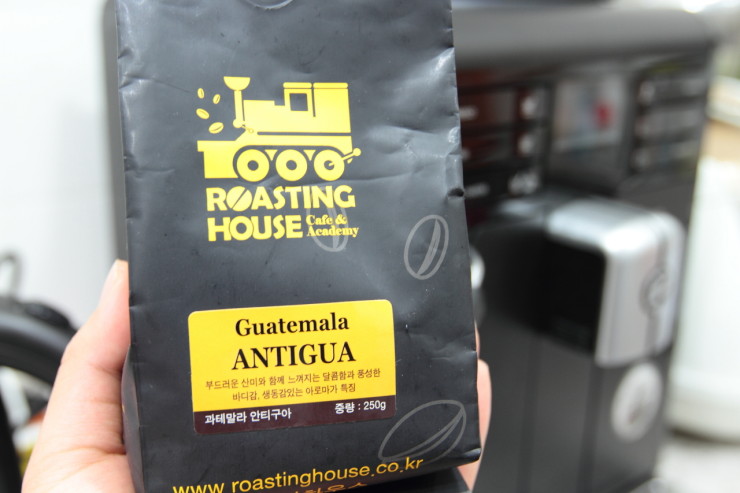 ROASTING
HOUSE Cafe & Academy
Guatemala
ANTIGUA
부드러운 산미와 함께 느껴지는 달콤함과 풍성한
바디감, 생동감있는 아로마가 특징
과테말라 안티구아 중량 : 250g
www.roastinghouse.co.kr